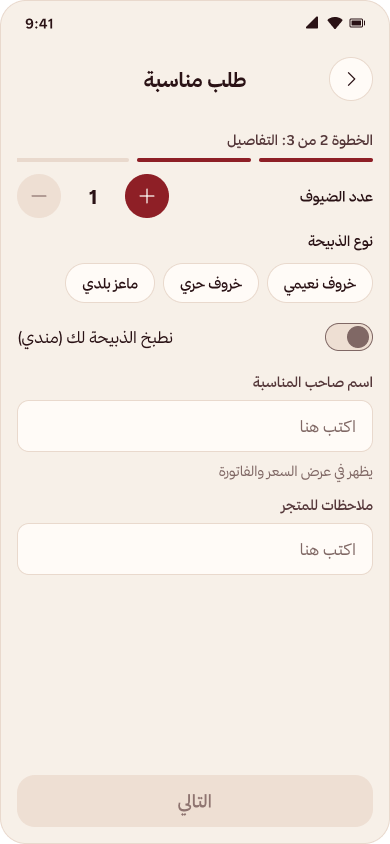 9:41
طلب مناسبة
الخطوة 2 من 3: التفاصيل
عدد الضيوف
1
نوع الذبيحة
خروف نعيمي
خروف حري
ماعز بلدي
نطبخ الذبيحة لك (مندي)
اسم صاحب المناسبة
اكتب هنا
يظهر في عرض السعر والفاتورة
ملاحظات للمتجر
اكتب هنا
التالي